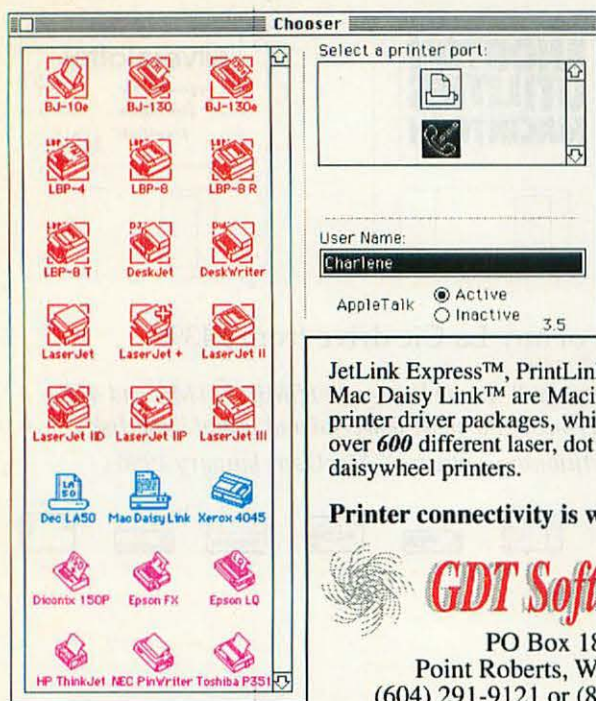 Chooser
BJ-10e BJ-130 BJ-130e
LBP-4 LBP-8 LBP-8 R
LBP-8 T DeskJet DeskWriter
LaserJet LaserJet + LaserJet II
LaserJet IID LaserJet IIP LaserJet III
Dec LA50 Mac Daisy Link Xerox 4045
Diconix 150P Epson FX Epson LQ
HP ThinkJet NEC PinWriter Toshiba P351
Select a printer port:
User Name:
Charlene
AppleTalk
Active
Inactive
3.5
JetLink Express™, PrintLin
Mac Daisy Link™ are Maci
printer driver packages, whi
over 600 different laser, dot
daisywheel printers.
Printer connectivity is w
GDT Soft
PO Box 18
Point Roberts, W
(604) 291-9121 or (8